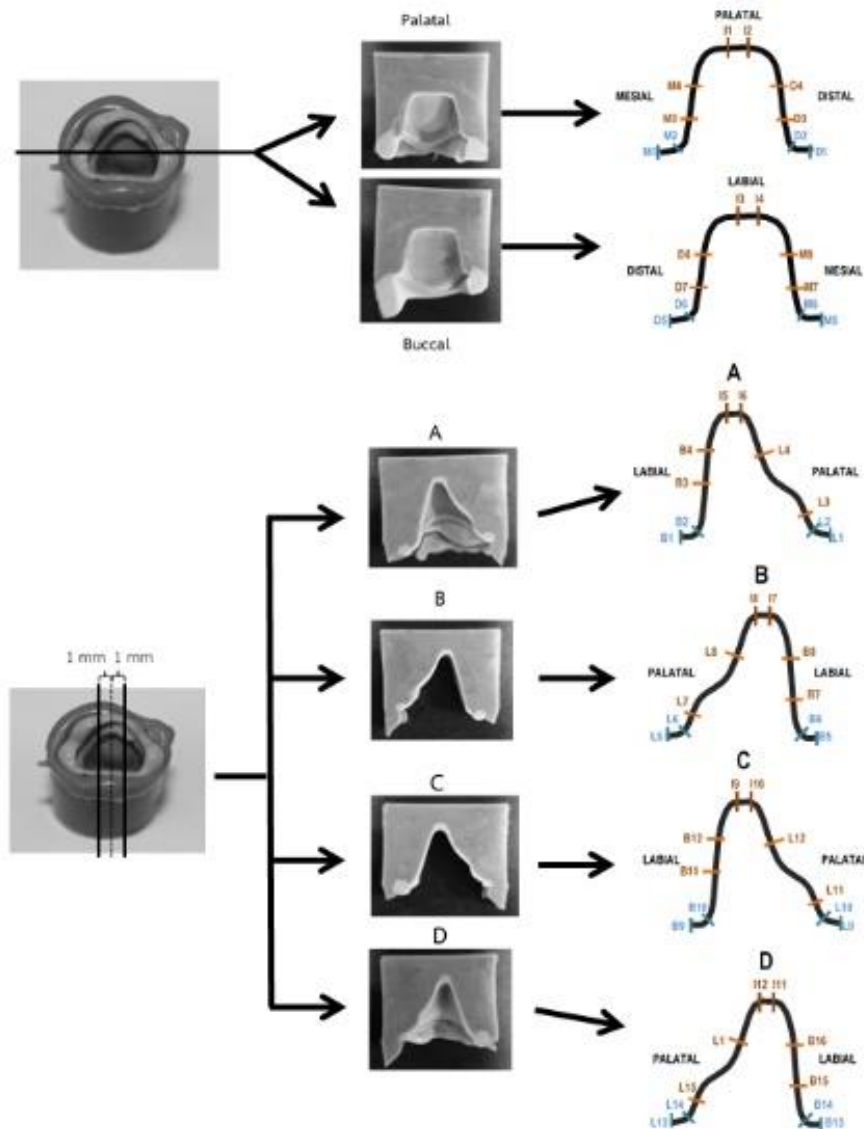 Palatal
PALATAL
I1 I2
M4 D4
MESIAL DISTAL
M3 D3
M2 D2
M1 D1
LABIAL
I3 I4
D8 M8
DISTAL MESIAL
D7 M7
D6 M6
D5 M5
Buccal
A
A
I5 I6
B4 L4
LABIAL PALATAL
B3 L3
B2 L2
B1 L1
B
B
I8 I7
L8 B8
PALATAL LABIAL
L7 B7
L6 B6
L5 B5
1 mm 1 mm
C
C
I9 I10
B12 L12
LABIAL PALATAL
B11 L11
B10 L10
B9
D
D
I12 I11
L1 B16
PALATAL LABIAL
L15 B15
L14 B14
L13 B13